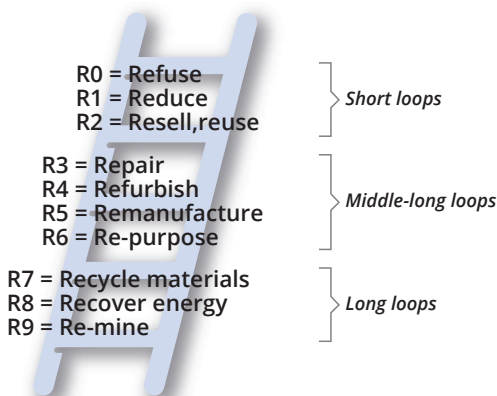 R0 = Refuse
R1 = Reduce
R2 = Resell,reuse
Short loops
R3 = Repair
R4 = Refurbish
R5 = Remanufacture
R6 = Re-purpose
Middle-long loops
R7 = Recycle materials
R8 = Recover energy
R9 = Re-mine
Long loops